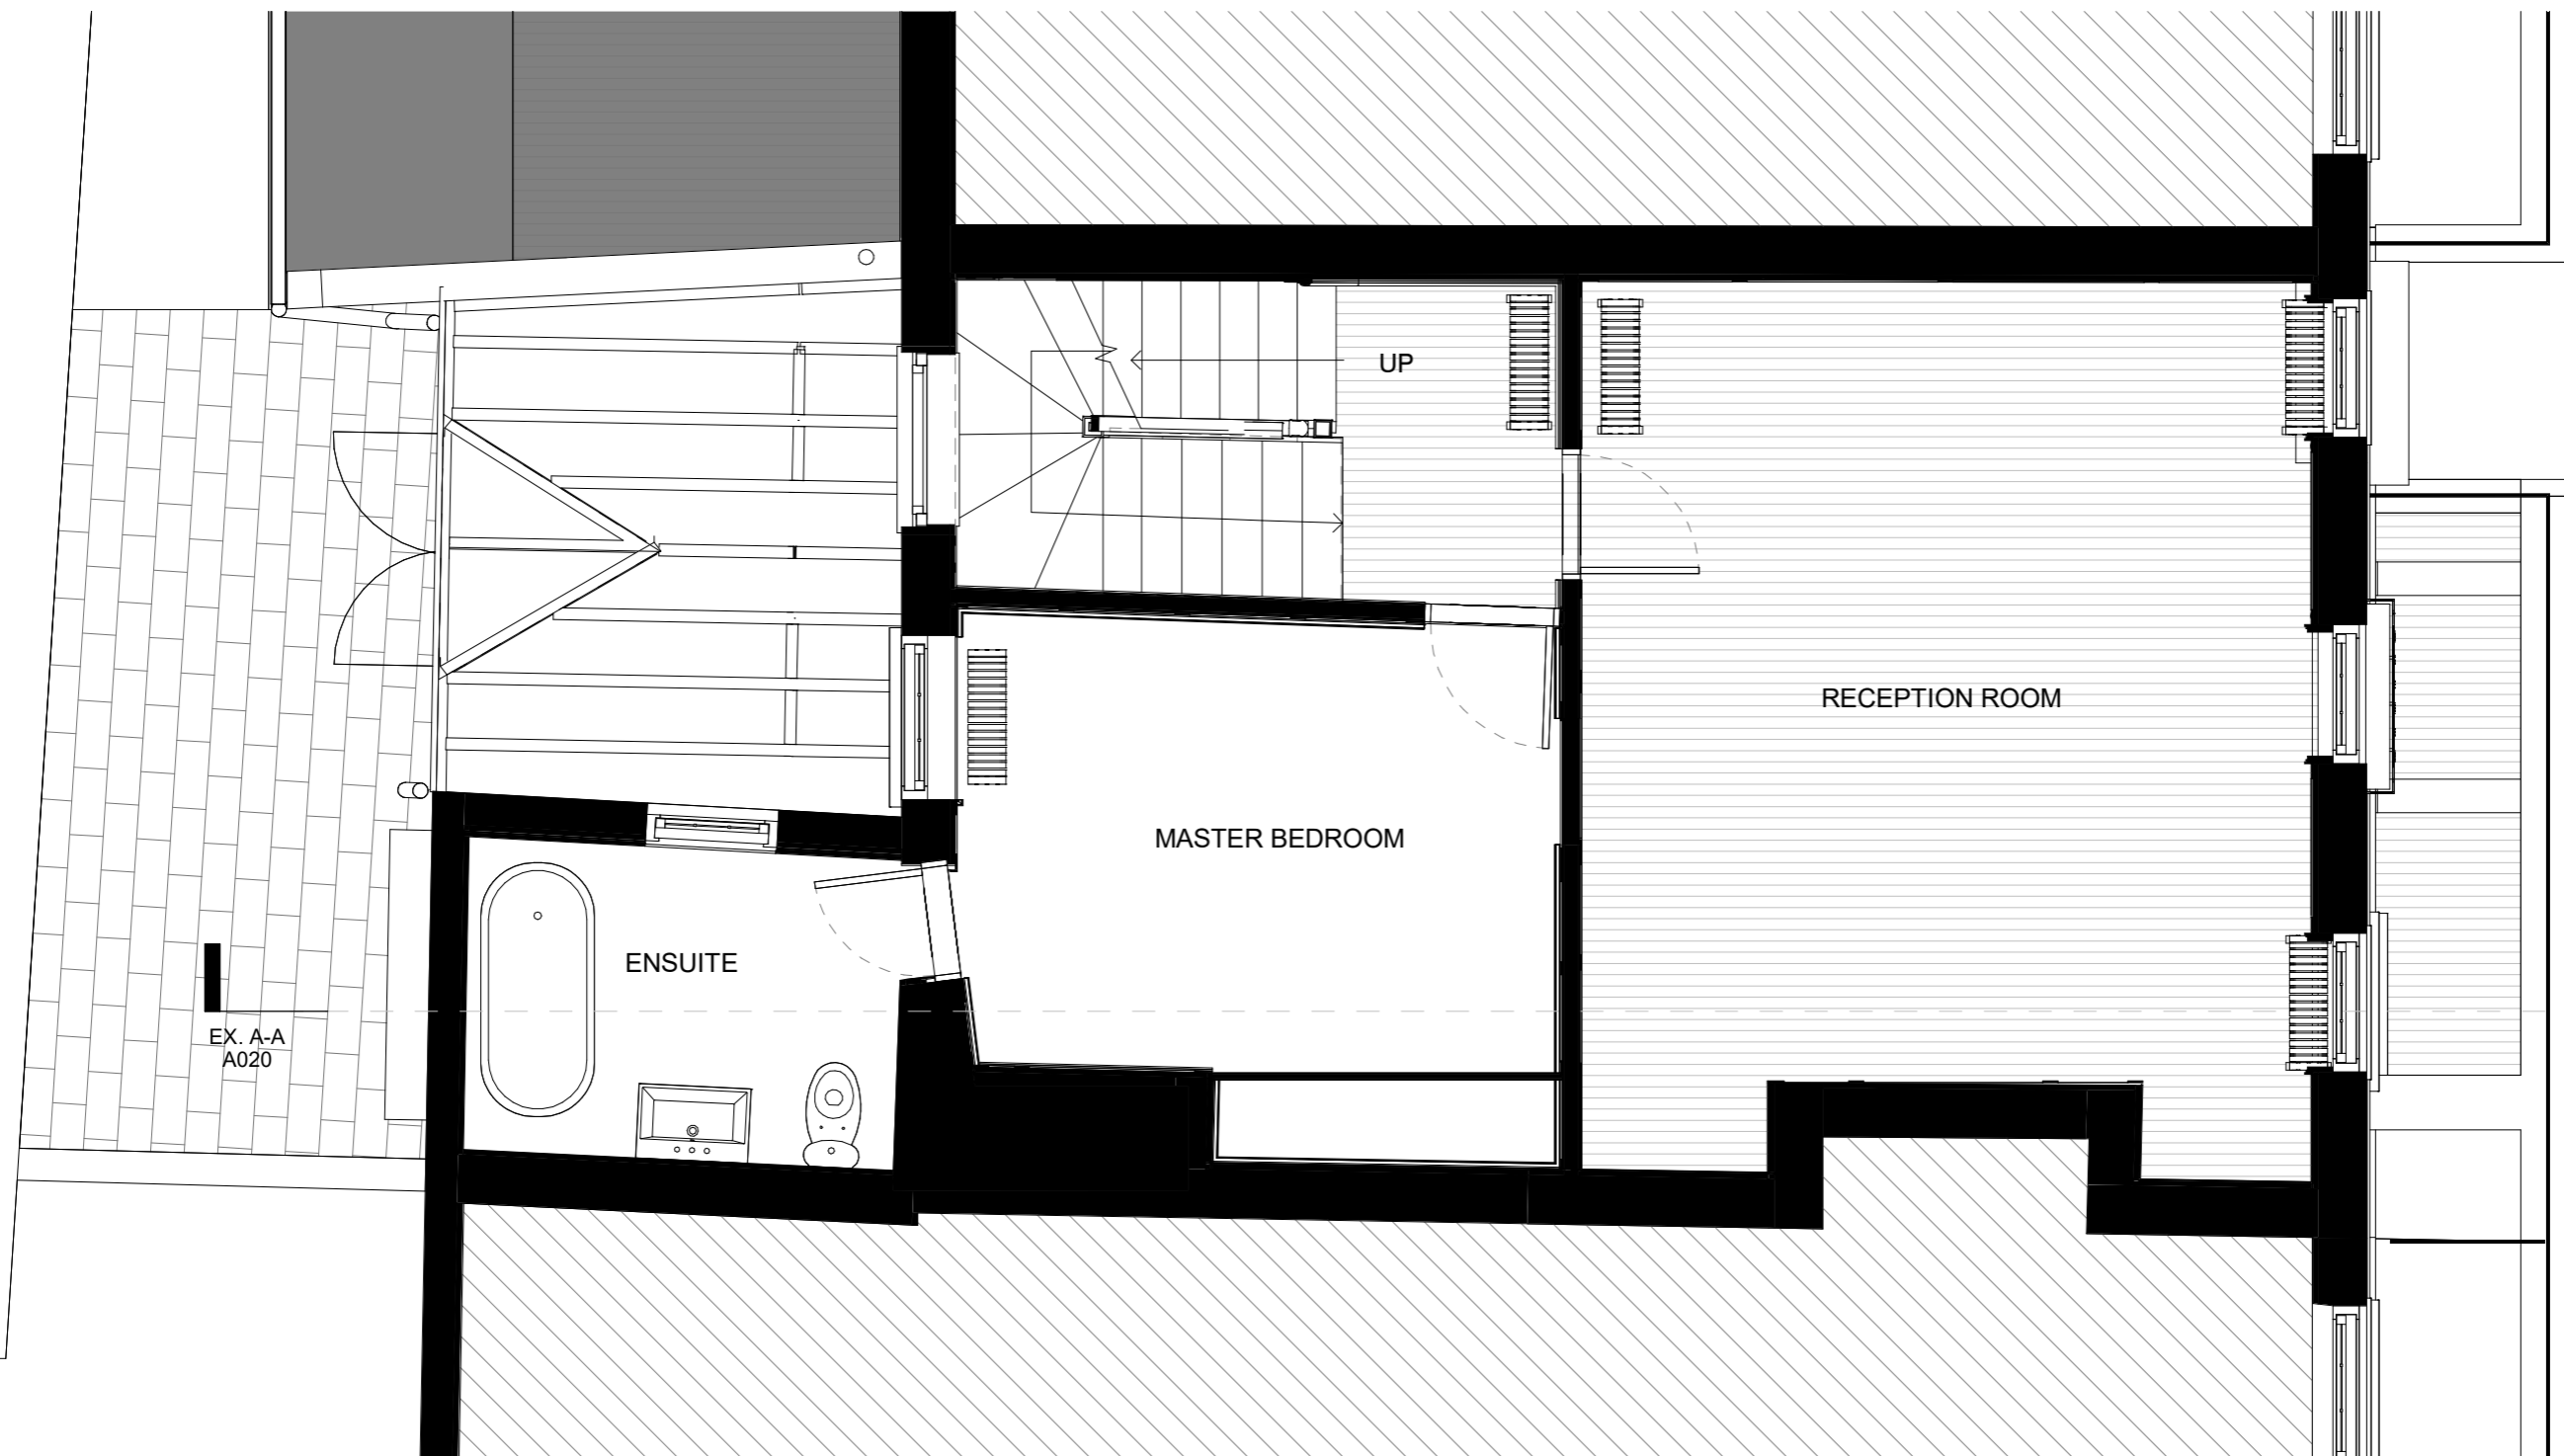 UP
RECEPTION ROOM
MASTER BEDROOM
ENSUITE
EX. A-A
A020